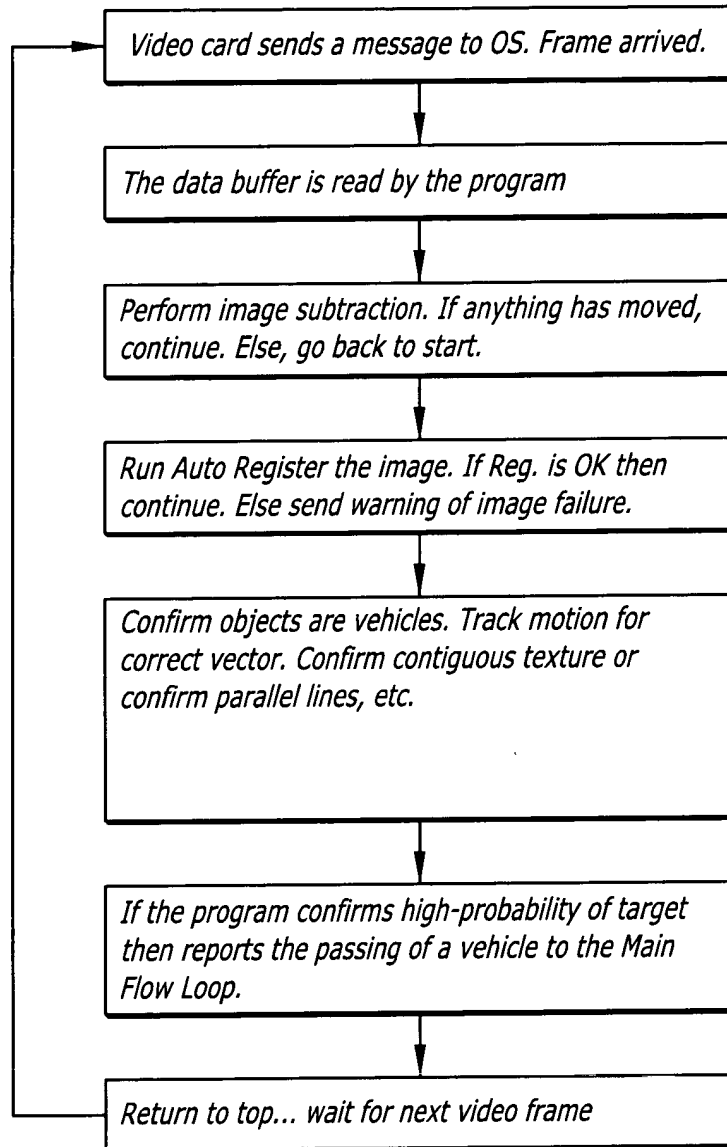 Video card sends a message to OS. Frame arrived.
The data buffer is read by the program
Perform image subtraction. If anything has moved,
continue. Else, go back to start.
Run Auto Register the image. If Reg. is OK then
continue. Else send warning of image failure.
Confirm objects are vehicles. Track motion for
correct vector. Confirm contiguous texture or
confirm parallel lines, etc.
If the program confirms high-probability of target
then reports the passing of a vehicle to the Main
Flow Loop.
Return to top... wait for next video frame